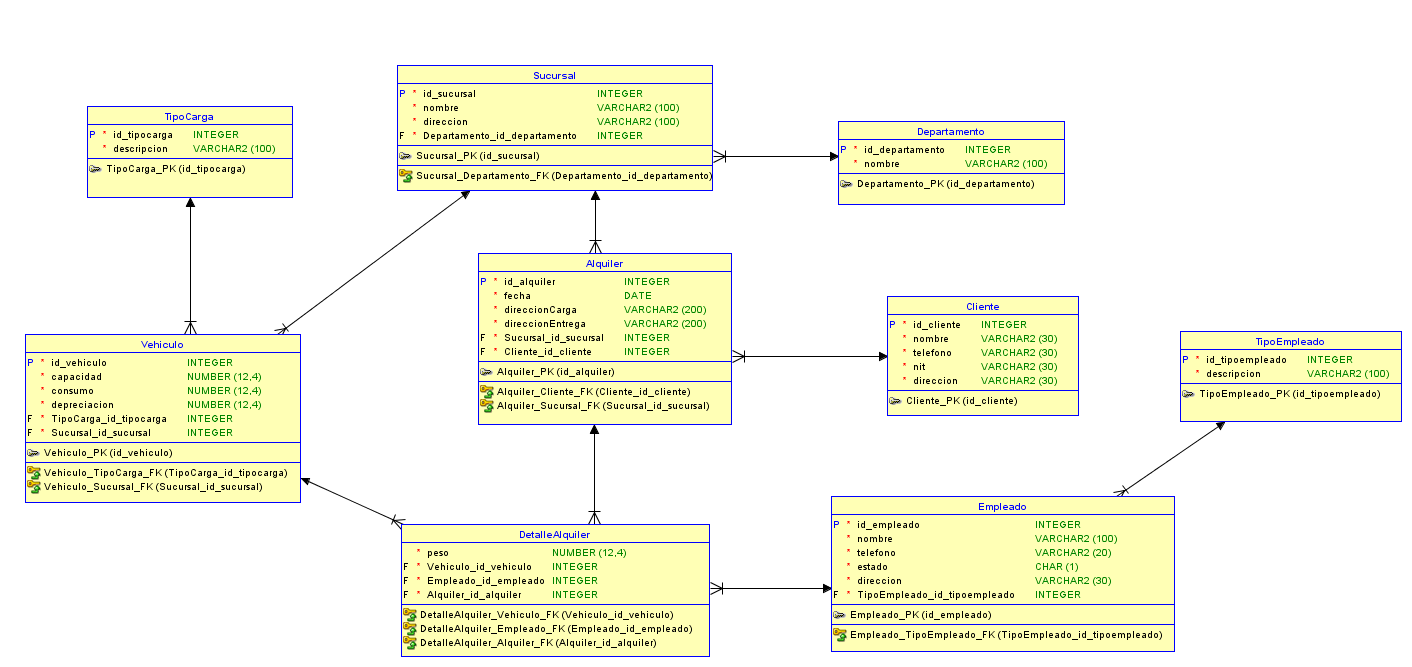 Sucursal
P * id_sucursal INTEGER
* nombre VARCHAR2 (100)
* direccion VARCHAR2 (100)
F * Departamento_id_departamento INTEGER
Sucursal_PK (id_sucursal)
Sucursal_Departamento_FK (Departamento_id_departamento)
TipoCarga
P * id_tipocarga INTEGER
* descripcion VARCHAR2 (100)
TipoCarga_PK (id_tipocarga)
Departamento
P * id_departamento INTEGER
* nombre VARCHAR2 (100)
Departamento_PK (id_departamento)
Alquiler
P * id_alquiler INTEGER
* fecha DATE
* direccionCarga VARCHAR2 (200)
* direccionEntrega VARCHAR2 (200)
F * Sucursal_id_sucursal INTEGER
F * Cliente_id_cliente INTEGER
Alquiler_PK (id_alquiler)
Alquiler_Cliente_FK (Cliente_id_cliente)
Alquiler_Sucursal_FK (Sucursal_id_sucursal)
Cliente
P * id_cliente INTEGER
* nombre VARCHAR2 (30)
* telefono VARCHAR2 (30)
* nit VARCHAR2 (30)
* direccion VARCHAR2 (30)
Cliente_PK (id_cliente)
TipoEmpleado
P * id_tipoempleado INTEGER
* descripcion VARCHAR2 (100)
TipoEmpleado_PK (id_tipoempleado)
Vehiculo
P * id_vehiculo INTEGER
* capacidad NUMBER (12,4)
* consumo NUMBER (12,4)
* depreciacion NUMBER (12,4)
F * TipoCarga_id_tipocarga INTEGER
F * Sucursal_id_sucursal INTEGER
Vehiculo_PK (id_vehiculo)
Vehiculo_TipoCarga_FK (TipoCarga_id_tipocarga)
Vehiculo_Sucursal_FK (Sucursal_id_sucursal)
DetalleAlquiler
* peso NUMBER (12,4)
F * Vehiculo_id_vehiculo INTEGER
F * Empleado_id_empleado INTEGER
F * Alquiler_id_alquiler INTEGER
DetalleAlquiler_Vehiculo_FK (Vehiculo_id_vehiculo)
DetalleAlquiler_Empleado_FK (Empleado_id_empleado)
DetalleAlquiler_Alquiler_FK (Alquiler_id_alquiler)
Empleado
P * id_empleado INTEGER
* nombre VARCHAR2 (100)
* telefono VARCHAR2 (20)
* estado CHAR (1)
* direccion VARCHAR2 (30)
F * TipoEmpleado_id_tipoempleado INTEGER
Empleado_PK (id_empleado)
Empleado_TipoEmpleado_FK (TipoEmpleado_id_tipoempleado)